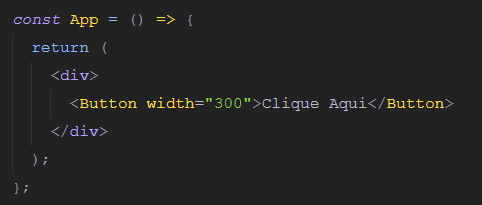 const App = () => {
  return (
    <div>
      <Button width="300">Clique Aqui</Button>
    </div>
  );
};